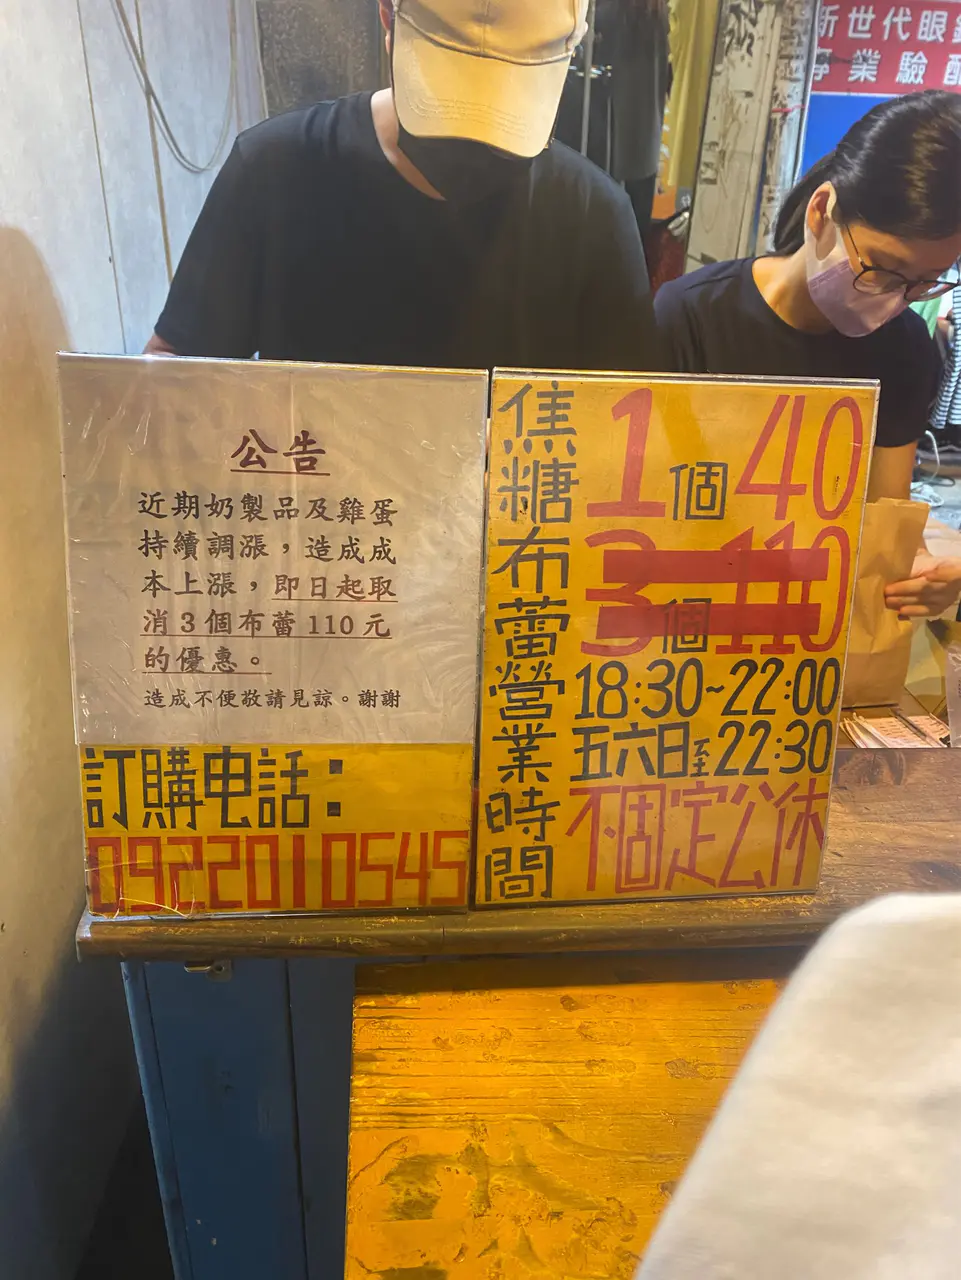 新世代眼鏡
專業驗配
公告
近期奶製品及雞蛋
持續調漲，造成成
本上漲，即日起取
消3個布蕾110元
的優惠。
造成不便敬請見諒。謝謝
訂購電話：
0922010545
焦糖布蕾
1個40
3個110
營業時間
18:30~22:00
五六日至22:30
不固定公休